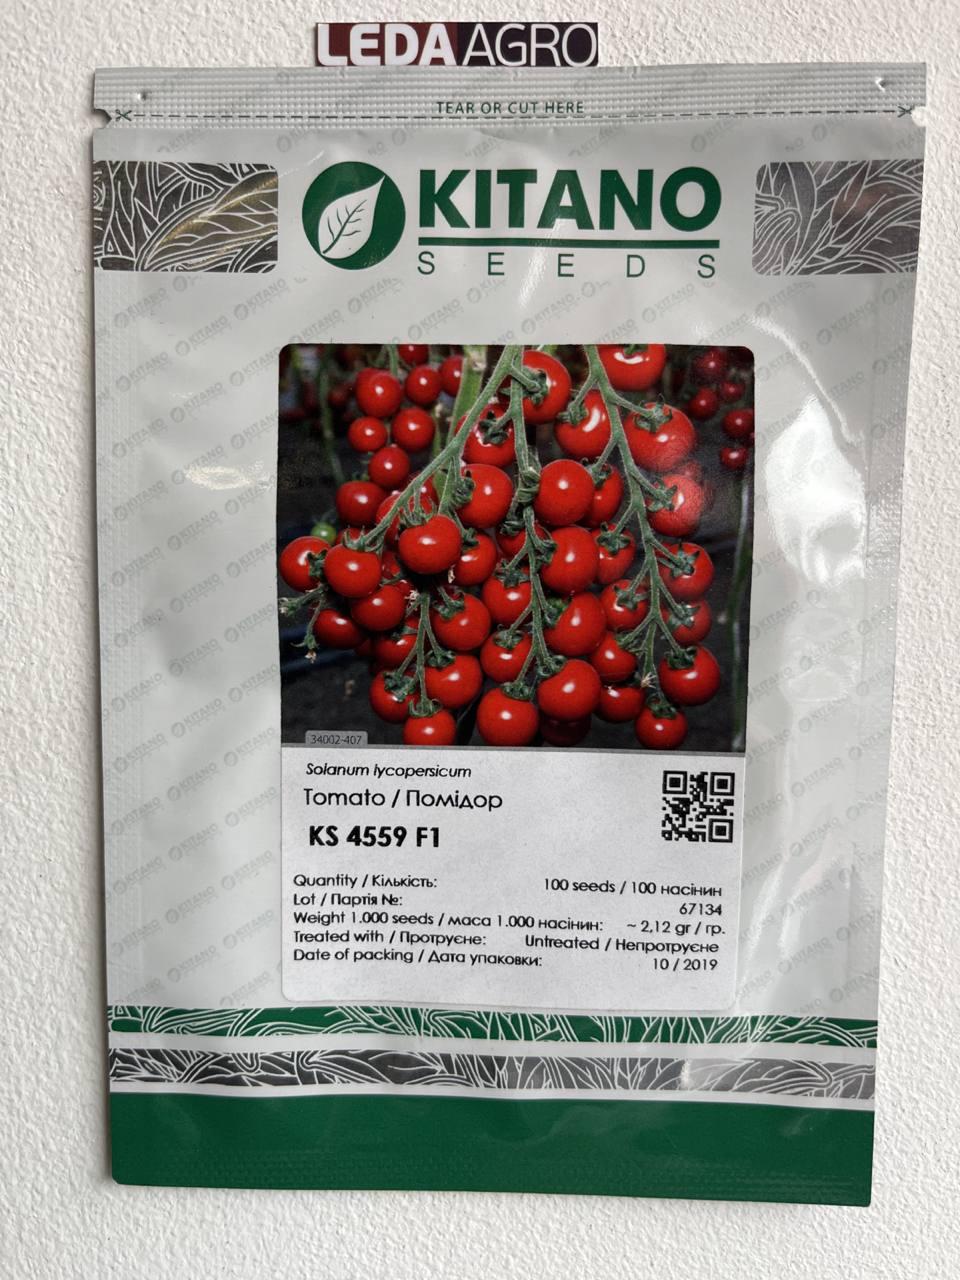 LEDAAGRO
TEAR OR CUT HERE
KITANO
SEEDS
34002-407
Solanum lycopersicum
Tomato / Помідор
KS 4559 F1
Quantity / Кількість: 100 seeds / 100 насінин
Lot / Партія №: 67134
Weight 1.000 seeds / маса 1.000 насінин: ~ 2,12 gr / гр.
Treated with / Протруєне: Untreated / Непротруєне
Date of packing / Дата упаковки: 10 / 2019